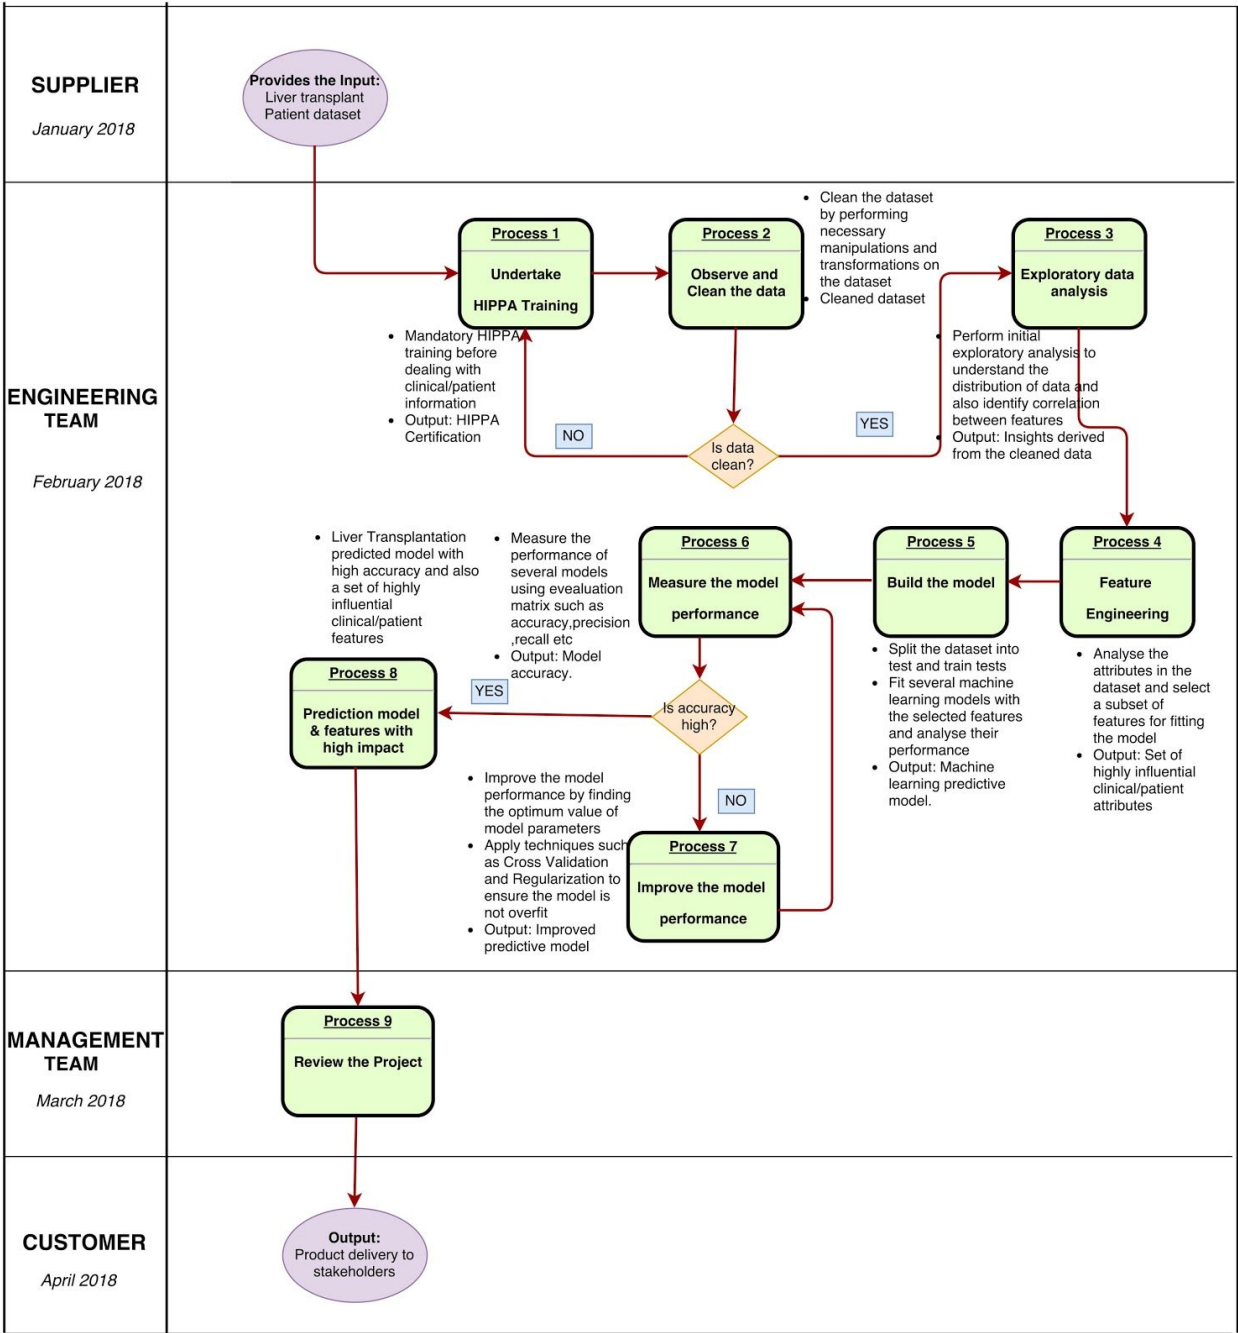 SUPPLIER
January 2018
Provides the Input:
Liver transplant
Patient dataset
ENGINEERING
TEAM
February 2018
Process 1
Undertake
HIPPA Training
• Mandatory HIPPA
training before
dealing with
clinical/patient
information
• Output: HIPPA
Certification
Process 2
Observe and
Clean the data
• Clean the dataset
by performing
necessary
manipulations and
transformations on
the dataset
• Cleaned dataset
Is data
clean?
NO
YES
Process 3
Exploratory data
analysis
• Perform initial
exploratory analysis to
understand the
distribution of data and
also identify correlation
between features
• Output: Insights derived
from the cleaned data
Process 4
Feature
Engineering
• Analyse the
attributes in the
dataset and select
a subset of
features for fitting
the model
• Output: Set of
highly influential
clinical/patient
attributes
Process 5
Build the model
• Split the dataset into
test and train tests
• Fit several machine
learning models with
the selected features
and analyse their
performance
• Output: Machine
learning predictive
model.
Process 6
Measure the model
performance
• Measure the
performance of
several models
using evealuation
matrix such as
accuracy,precision
,recall etc
• Output: Model
accuracy.
Is accuracy
high?
YES
NO
Process 7
Improve the model
performance
• Improve the model
performance by finding
the optimum value of
model parameters
• Apply techniques such
as Cross Validation
and Regularization to
ensure the model is
not overfit
• Output: Improved
predictive model
• Liver Transplantation
predicted model with
high accuracy and also
a set of highly
influential
clinical/patient
features
Process 8
Prediction model
& features with
high impact
MANAGEMENT
TEAM
March 2018
Process 9
Review the Project
CUSTOMER
April 2018
Output:
Product delivery to
stakeholders